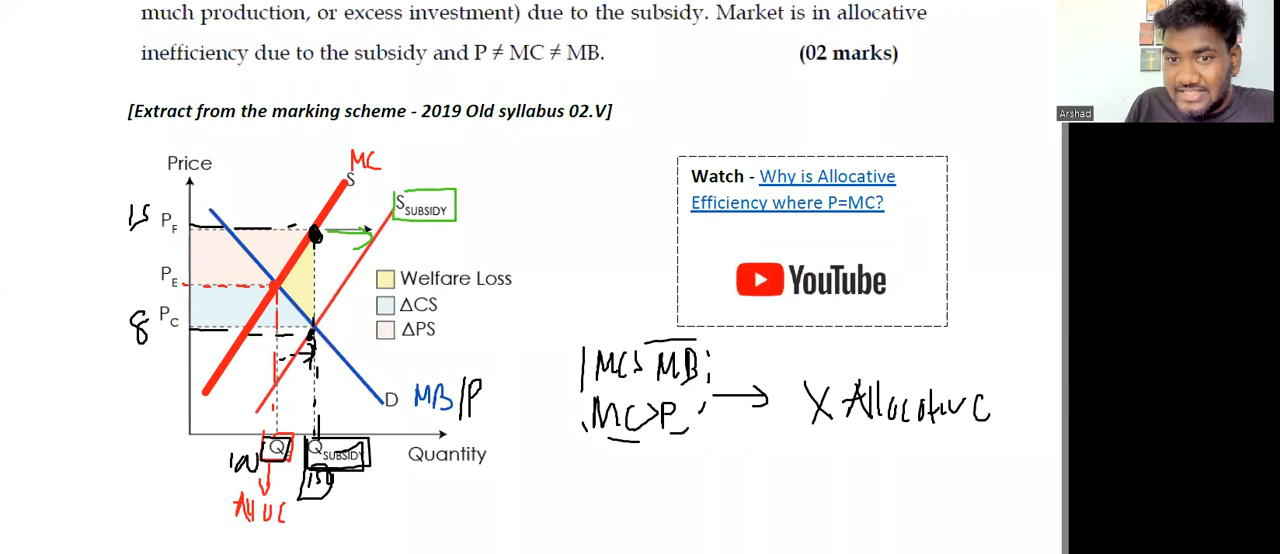 much production, or excess investment) due to the subsidy. Market is in allocative
inefficiency due to the subsidy and P ≠ MC ≠ MB. (02 marks)
[Extract from the marking scheme - 2019 Old syllabus 02.V]
Arshad
Price
MC
S
S SUBSIDY
15 P F
P E
8 P C
Welfare Loss
ΔCS
ΔPS
D MB/P
100 Q Q SUBSIDY Quantity
150
Watch - Why is Allocative
Efficiency where P=MC?
YouTube
MC> MB
MC>P
X Allocative